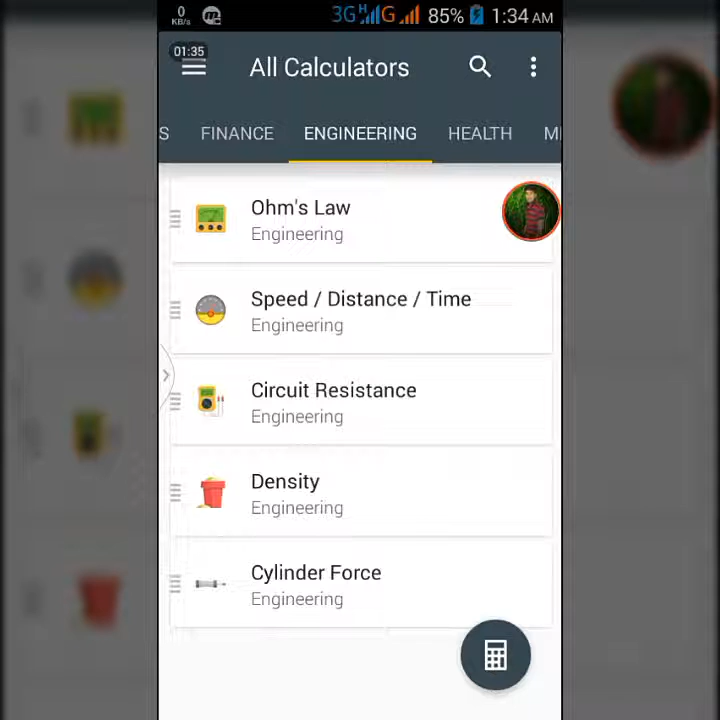 0
KB/s
3G H G 85% 1:34 AM
01:35
All Calculators
S FINANCE ENGINEERING HEALTH M
Ohm's Law
Engineering
Speed / Distance / Time
Engineering
Circuit Resistance
Engineering
Density
Engineering
Cylinder Force
Engineering